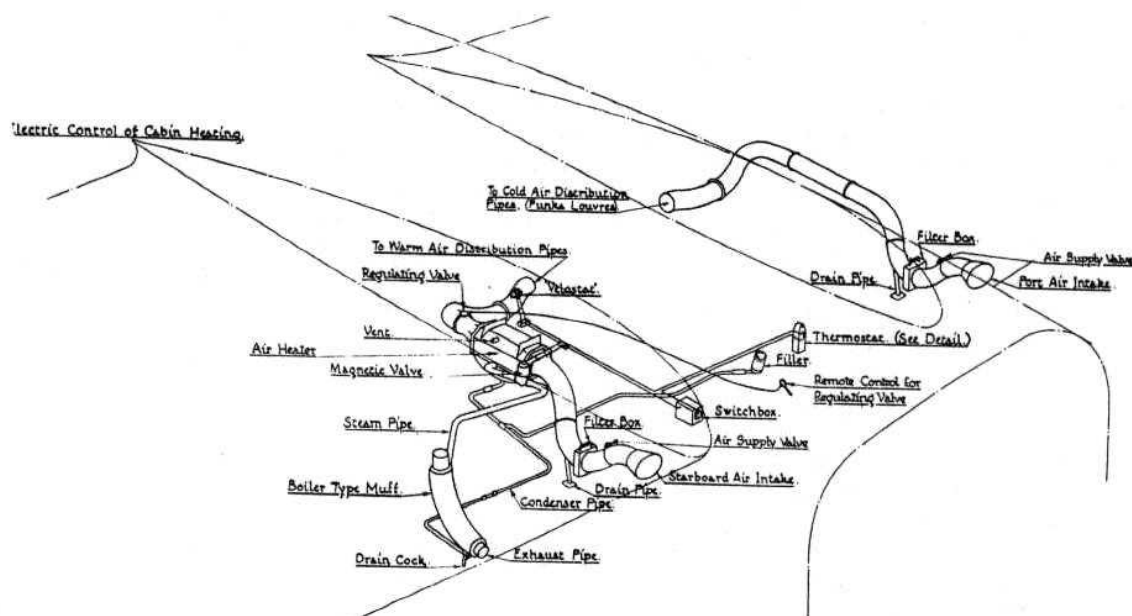 Electric Control of Cabin Heating.
To Cold Air Distribution
Pipes. (Punka Louvres)
Filter Box.
Air Supply Valve
Drain Pipe.
Port Air Intake.
To Warm Air Distribution Pipes.
Regulating Valve
'Velostat'.
Vent.
Air Heater
Magnetic Valve
Thermostat. (See Detail.)
Filler.
Remote Control for
Regulating Valve
Switchbox.
Steam Pipe.
Filter Box.
Air Supply Valve
Starboard Air Intake.
Boiler Type Muff.
Drain Pipe.
Condenser Pipe.
Drain Cock.
Exhaust Pipe.